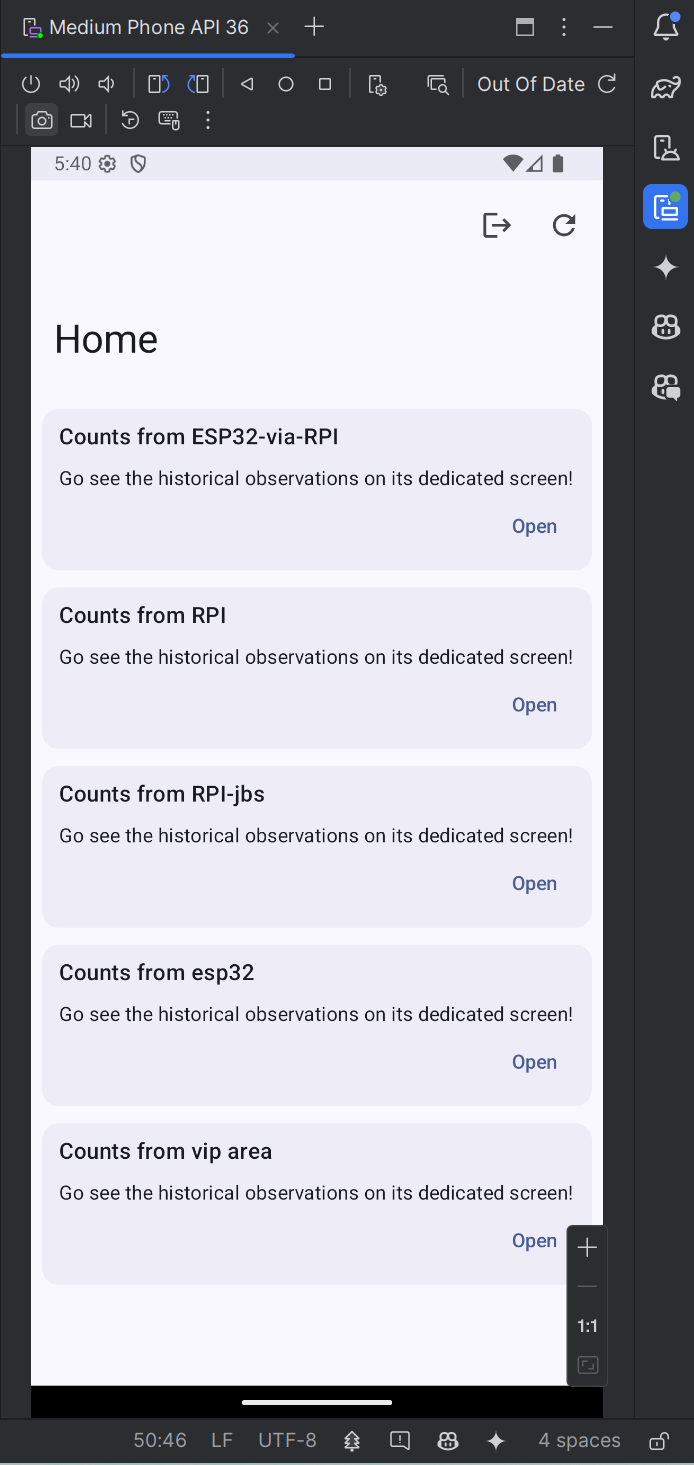 Medium Phone API 36
Out Of Date
5:40
Home
Counts from ESP32-via-RPI
Go see the historical observations on its dedicated screen!
Open
Counts from RPI
Go see the historical observations on its dedicated screen!
Open
Counts from RPI-jbs
Go see the historical observations on its dedicated screen!
Open
Counts from esp32
Go see the historical observations on its dedicated screen!
Open
Counts from vip area
Go see the historical observations on its dedicated screen!
Open
1:1
50:46 LF UTF-8 4 spaces